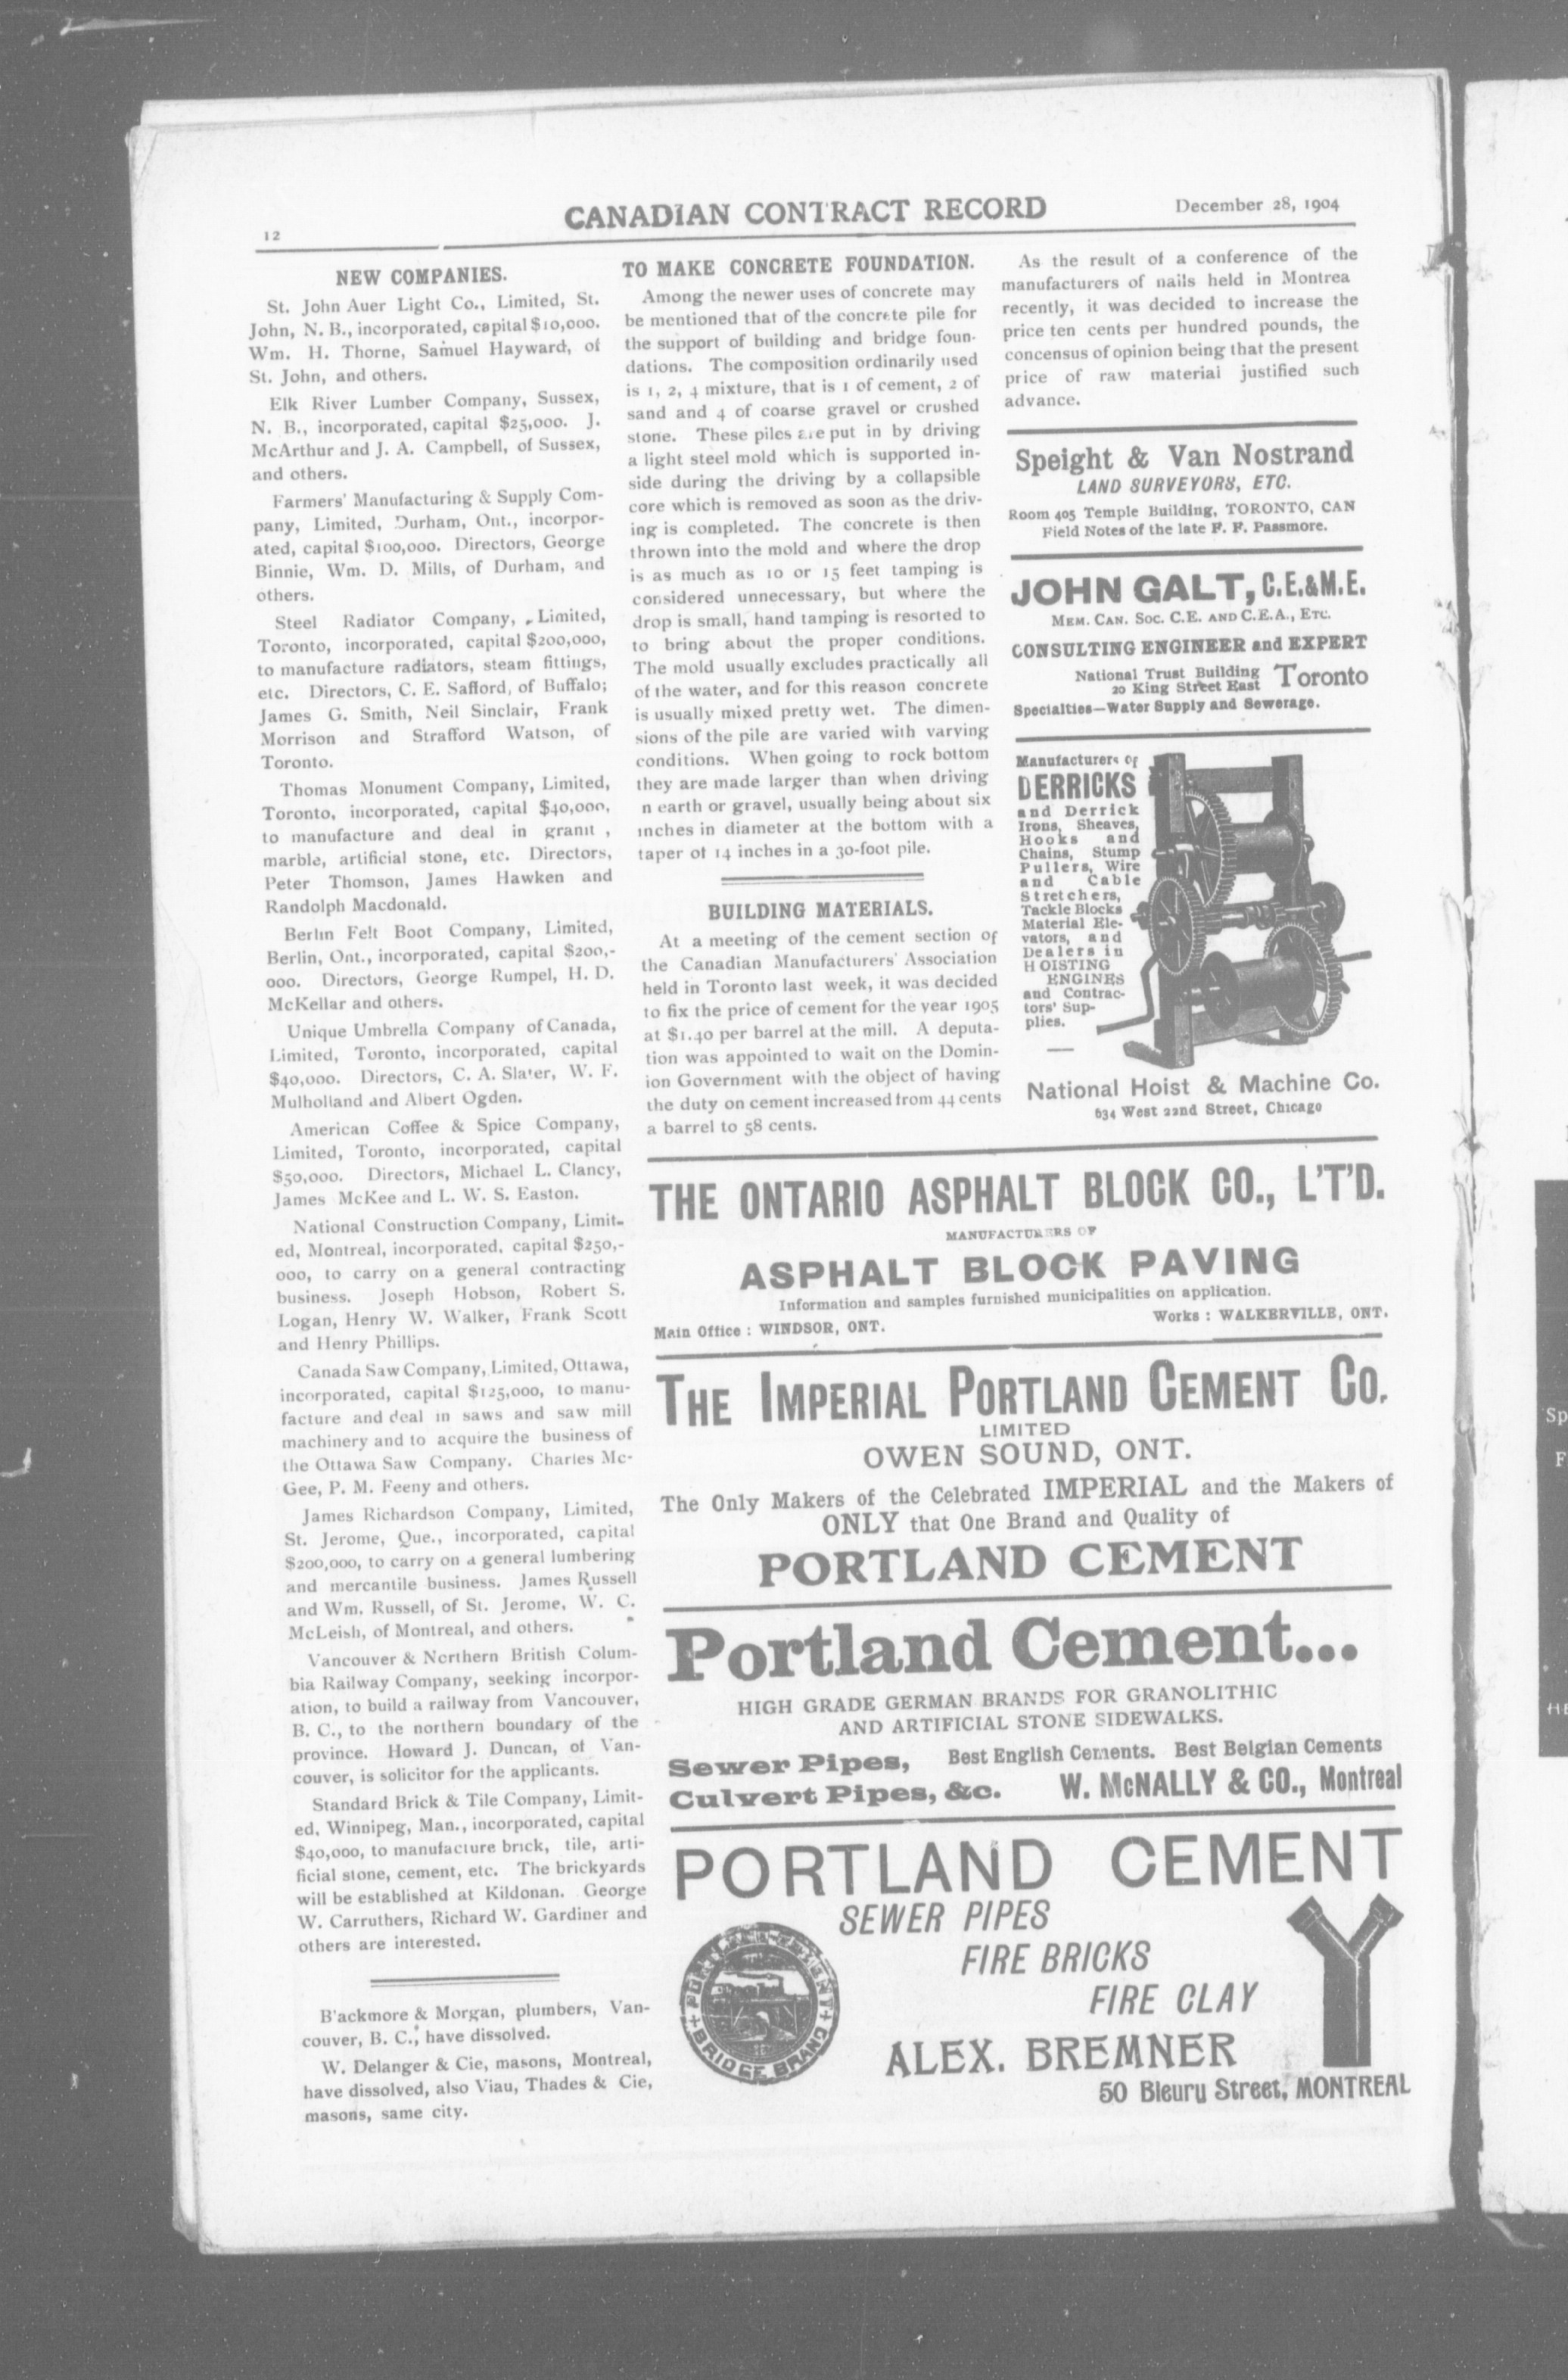 12
CANADIAN CONTRACT RECORD
December 28, 1904
NEW COMPANIES.
St. John Auer Light Co., Limited, St.
John, N. B., incorporated, capital $10,000.
Wm. H. Thorne, Samuel Hayward, of
St. John, and others.
Elk River Lumber Company, Sussex,
N. B., incorporated, capital $25,000. J.
McArthur and J. A. Campbell, of Sussex,
and others.
Farmers' Manufacturing & Supply Com-
pany, Limited, Durham, Ont., incorpor-
ated, capital $100,000. Directors, George
Binnie, Wm. D. Mills, of Durham, and
others.
Steel Radiator Company, Limited,
Toronto, incorporated, capital $200,000,
to manufacture radiators, steam fittings,
etc. Directors, C. E. Safford, of Buffalo;
James G. Smith, Neil Sinclair, Frank
Morrison and Strafford Watson, of
Toronto.
Thomas Monument Company, Limited,
Toronto, incorporated, capital $40,000,
to manufacture and deal in granit ,
marble, artificial stone, etc. Directors,
Peter Thomson, James Hawken and
Randolph Macdonald.
Berlin Felt Boot Company, Limited,
Berlin, Ont., incorporated, capital $200,-
000. Directors, George Rumpel, H. D.
McKellar and others.
Unique Umbrella Company of Canada,
Limited, Toronto, incorporated, capital
$40,000. Directors, C. A. Slater, W. F.
Mulholland and Albert Ogden.
American Coffee & Spice Company,
Limited, Toronto, incorporated, capital
$50,000. Directors, Michael L. Clancy,
James McKee and L. W. S. Easton.
National Construction Company, Limit-
ed, Montreal, incorporated, capital $250,-
000, to carry on a general contracting
business. Joseph Hobson, Robert S.
Logan, Henry W. Walker, Frank Scott
and Henry Phillips.
Canada Saw Company, Limited, Ottawa,
incorporated, capital $125,000, to manu-
facture and deal in saws and saw mill
machinery and to acquire the business of
the Ottawa Saw Company. Charles Mc-
Gee, P. M. Feeny and others.
James Richardson Company, Limited,
St. Jerome, Que., incorporated, capital
$200,000, to carry on a general lumbering
and mercantile business. James Russell
and Wm. Russell, of St. Jerome, W. C.
McLeish, of Montreal, and others.
Vancouver & Northern British Colum-
bia Railway Company, seeking incorpor-
ation, to build a railway from Vancouver,
B. C., to the northern boundary of the
province. Howard J. Duncan, of Van-
couver, is solicitor for the applicants.
Standard Brick & Tile Company, Limit-
ed, Winnipeg, Man., incorporated, capital
$40,000, to manufacture brick, tile, arti-
ficial stone, cement, etc. The brickyards
will be established at Kildonan. George
W. Carruthers, Richard W. Gardiner and
others are interested.
B'ackmore & Morgan, plumbers, Van-
couver, B. C., have dissolved.
W. Delanger & Cie, masons, Montreal,
have dissolved, also Viau, Thades & Cie,
masons, same city.
TO MAKE CONCRETE FOUNDATION.
Among the newer uses of concrete may
be mentioned that of the concrete pile for
the support of building and bridge foun-
dations. The composition ordinarily used
is 1, 2, 4 mixture, that is 1 of cement, 2 of
sand and 4 of coarse gravel or crushed
stone. These piles are put in by driving
a light steel mold which is supported in-
side during the driving by a collapsible
core which is removed as soon as the driv-
ing is completed. The concrete is then
thrown into the mold and where the drop
is as much as 10 or 15 feet tamping is
considered unnecessary, but where the
drop is small, hand tamping is resorted to
to bring about the proper conditions.
The mold usually excludes practically all
of the water, and for this reason concrete
is usually mixed pretty wet. The dimen-
sions of the pile are varied with varying
conditions. When going to rock bottom
they are made larger than when driving
n earth or gravel, usually being about six
inches in diameter at the bottom with a
taper of 14 inches in a 30-foot pile.
BUILDING MATERIALS.
At a meeting of the cement section of
the Canadian Manufacturers' Association
held in Toronto last week, it was decided
to fix the price of cement for the year 1905
at $1.40 per barrel at the mill. A deputa-
tion was appointed to wait on the Domin-
ion Government with the object of having
the duty on cement increased from 44 cents
a barrel to 58 cents.
As the result of a conference of the
manufacturers of nails held in Montrea
recently, it was decided to increase the
price ten cents per hundred pounds, the
concensus of opinion being that the present
price of raw material justified such
advance.
Speight & Van Nostrand
LAND SURVEYORS, ETC.
Room 405 Temple Building, TORONTO, CAN
Field Notes of the late F. F. Passmore.
JOHN GALT, C.E.&M.E.
MEM. CAN. SOC. C.E. AND C.E.A., ETC.
CONSULTING ENGINEER and EXPERT
National Trust Building
20 King Street East Toronto
Specialties—Water Supply and Sewerage.
Manufacturers of
DERRICKS
and Derrick
Irons, Sheaves,
Hooks and
Chains, Stump
Pullers, Wire
and Cable
Stretchers,
Tackle Blocks
Material Ele-
vators, and
Dealers in
HOISTING
ENGINES
and Contrac-
tors' Sup-
plies.
National Hoist & Machine Co.
634 West 22nd Street, Chicago
THE ONTARIO ASPHALT BLOCK CO., L'T'D.
MANUFACTURERS OF
ASPHALT BLOCK PAVING
Information and samples furnished municipalities on application.
Main Office : WINDSOR, ONT.
Works : WALKERVILLE, ONT.
THE IMPERIAL PORTLAND CEMENT CO.
LIMITED
OWEN SOUND, ONT.
The Only Makers of the Celebrated IMPERIAL and the Makers of
ONLY that One Brand and Quality of
PORTLAND CEMENT
Portland Cement...
HIGH GRADE GERMAN BRANDS FOR GRANOLITHIC
AND ARTIFICIAL STONE SIDEWALKS.
Sewer Pipes,
Culvert Pipes, &c.
Best English Cements. Best Belgian Cements
W. McNALLY & CO., Montreal
PORTLAND CEMENT
SEWER PIPES
FIRE BRICKS
FIRE CLAY
PORTLAND CEMENT
BRIDGE BRAND
ALEX. BREMNER
50 Bleury Street, MONTREAL
Sp
F
HE